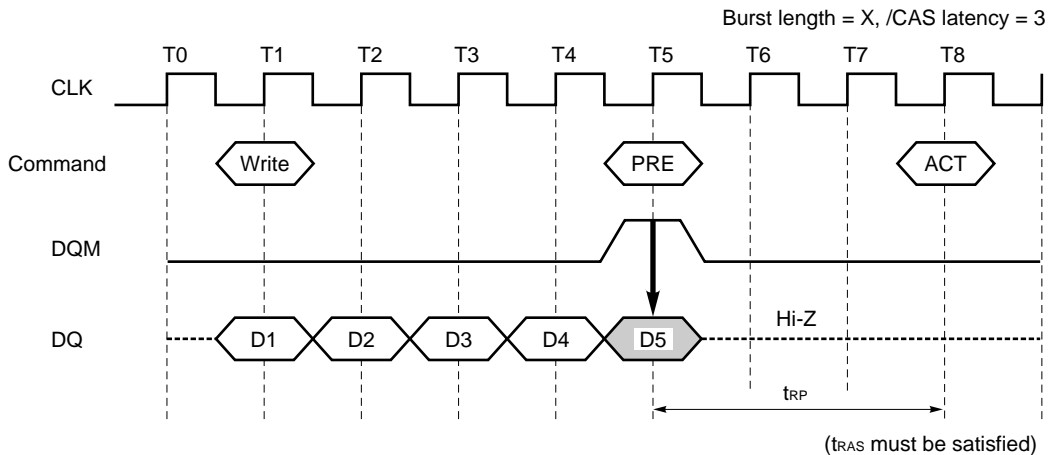 Burst length = X, /CAS latency = 3
T0 T1 T2 T3 T4 T5 T6 T7 T8
CLK
Command Write PRE ACT
DQM
DQ D1 D2 D3 D4 D5 Hi-Z
tRP
(tRAS must be satisfied)